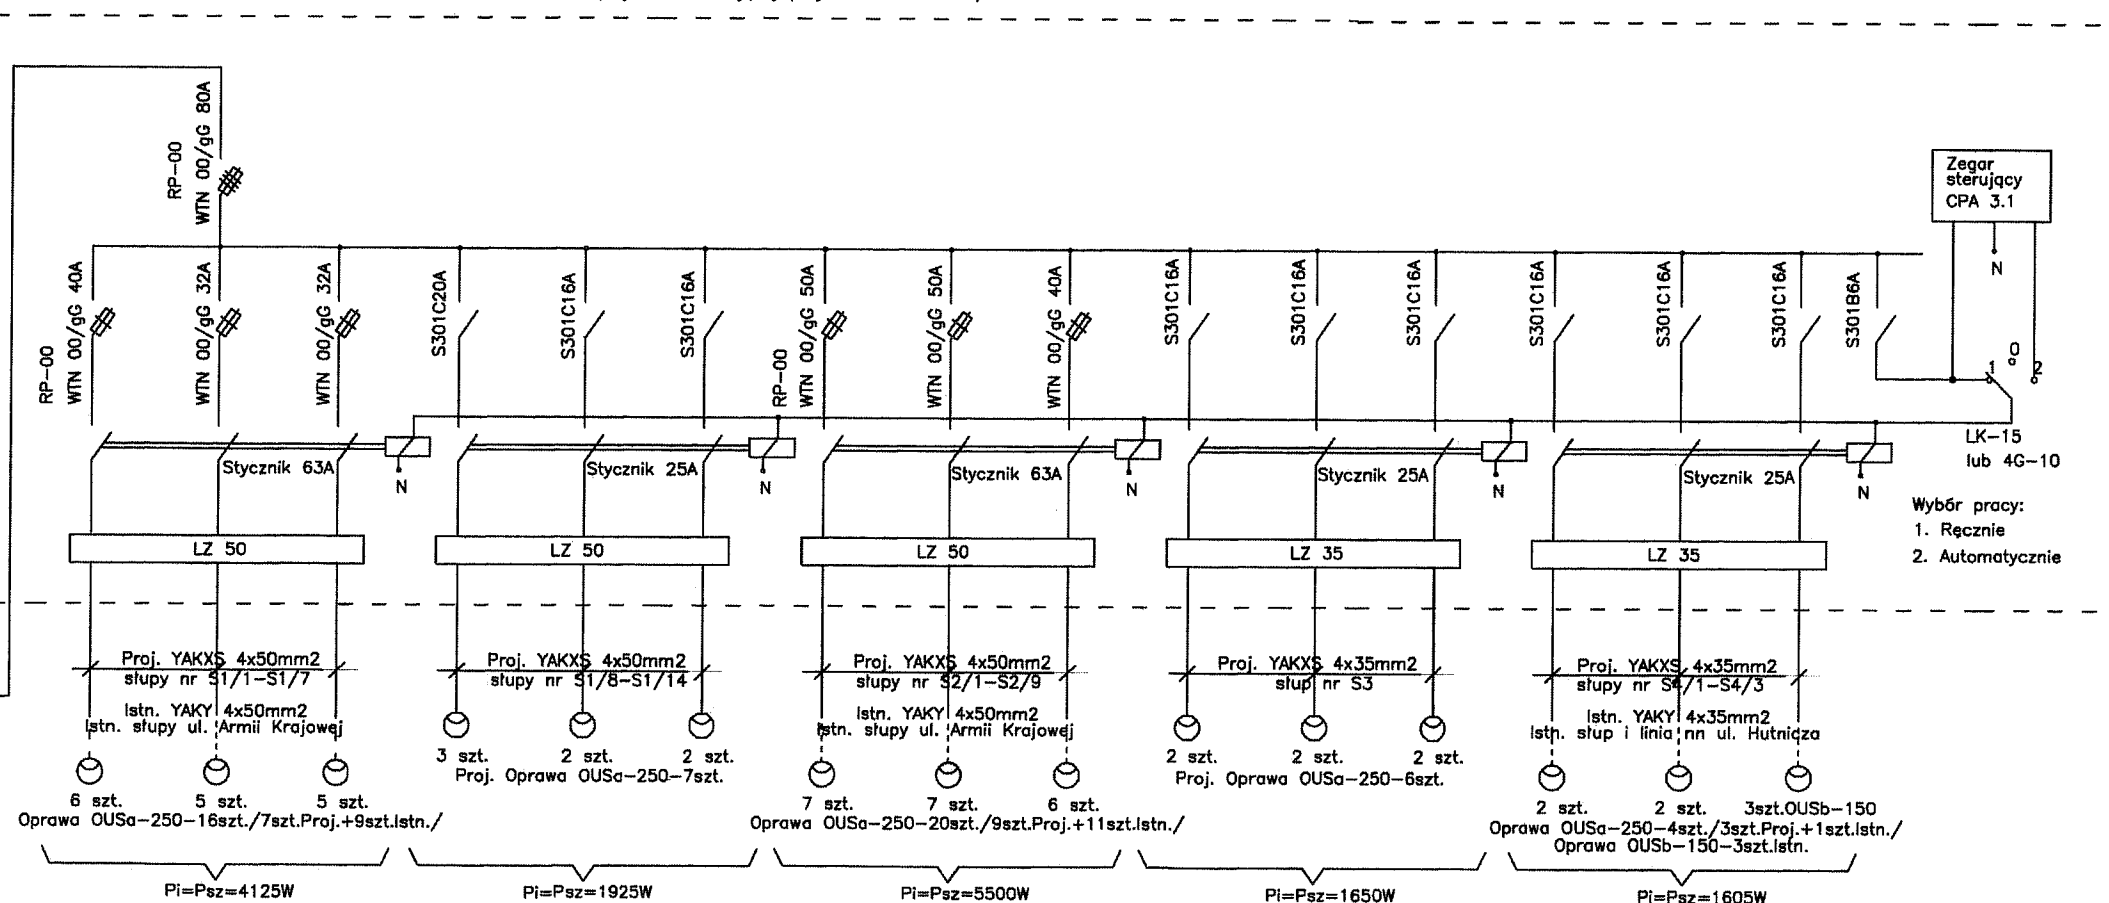 RP-00
WTN 00/gG 80A
Zegar
sterujący
CPA 3.1
N
RP-00
WTN 00/gG 40A
WTN 00/gG 32A
WTN 00/gG 32A
S301C20A
S301C16A
S301C16A
RP-00
WTN 00/gG 50A
WTN 00/gG 50A
WTN 00/gG 40A
S301C16A
S301C16A
S301C16A
S301C16A
S301C16A
S301C16A
S301B6A
1
0
2
LK-15
lub 4G-10
Wybór pracy:
1. Ręcznie
2. Automatycznie
Stycznik 63A
N
Stycznik 25A
N
Stycznik 63A
N
Stycznik 25A
N
Stycznik 25A
N
LZ 50
LZ 50
LZ 50
LZ 35
LZ 35
Proj. YAKXS 4x50mm2
słupy nr S1/1-S1/7
Istn. YAKY 4x50mm2
Istn. słupy ul. Armii Krajowej
6 szt.
5 szt.
5 szt.
Oprawa OUSa-250-16szt./7szt.Proj.+9szt.Istn./
Pi=Psz=4125W
Proj. YAKXS 4x50mm2
słupy nr S1/8-S1/14
3 szt.
2 szt.
2 szt.
Proj. Oprawa OUSa-250-7szt.
Pi=Psz=1925W
Proj. YAKXS 4x50mm2
słupy nr S2/1-S2/9
Istn. YAKY 4x50mm2
Istn. słupy ul. Armii Krajowej
7 szt.
7 szt.
6 szt.
Oprawa OUSa-250-20szt./9szt.Proj.+11szt.Istn./
Pi=Psz=5500W
Proj. YAKXS 4x35mm2
słup nr S3
2 szt.
2 szt.
2 szt.
Proj. Oprawa OUSa-250-6szt.
Pi=Psz=1650W
Proj. YAKXS 4x35mm2
słupy nr S4/1-S4/3
Istn. YAKY 4x35mm2
Istn. słup i linia nn ul. Hutnicza
2 szt.
2 szt.
3szt.OUSb-150
Oprawa OUSa-250-4szt./3szt.Proj.+1szt.Istn./
Oprawa OUSb-150-3szt.Istn.
Pi=Psz=1605W